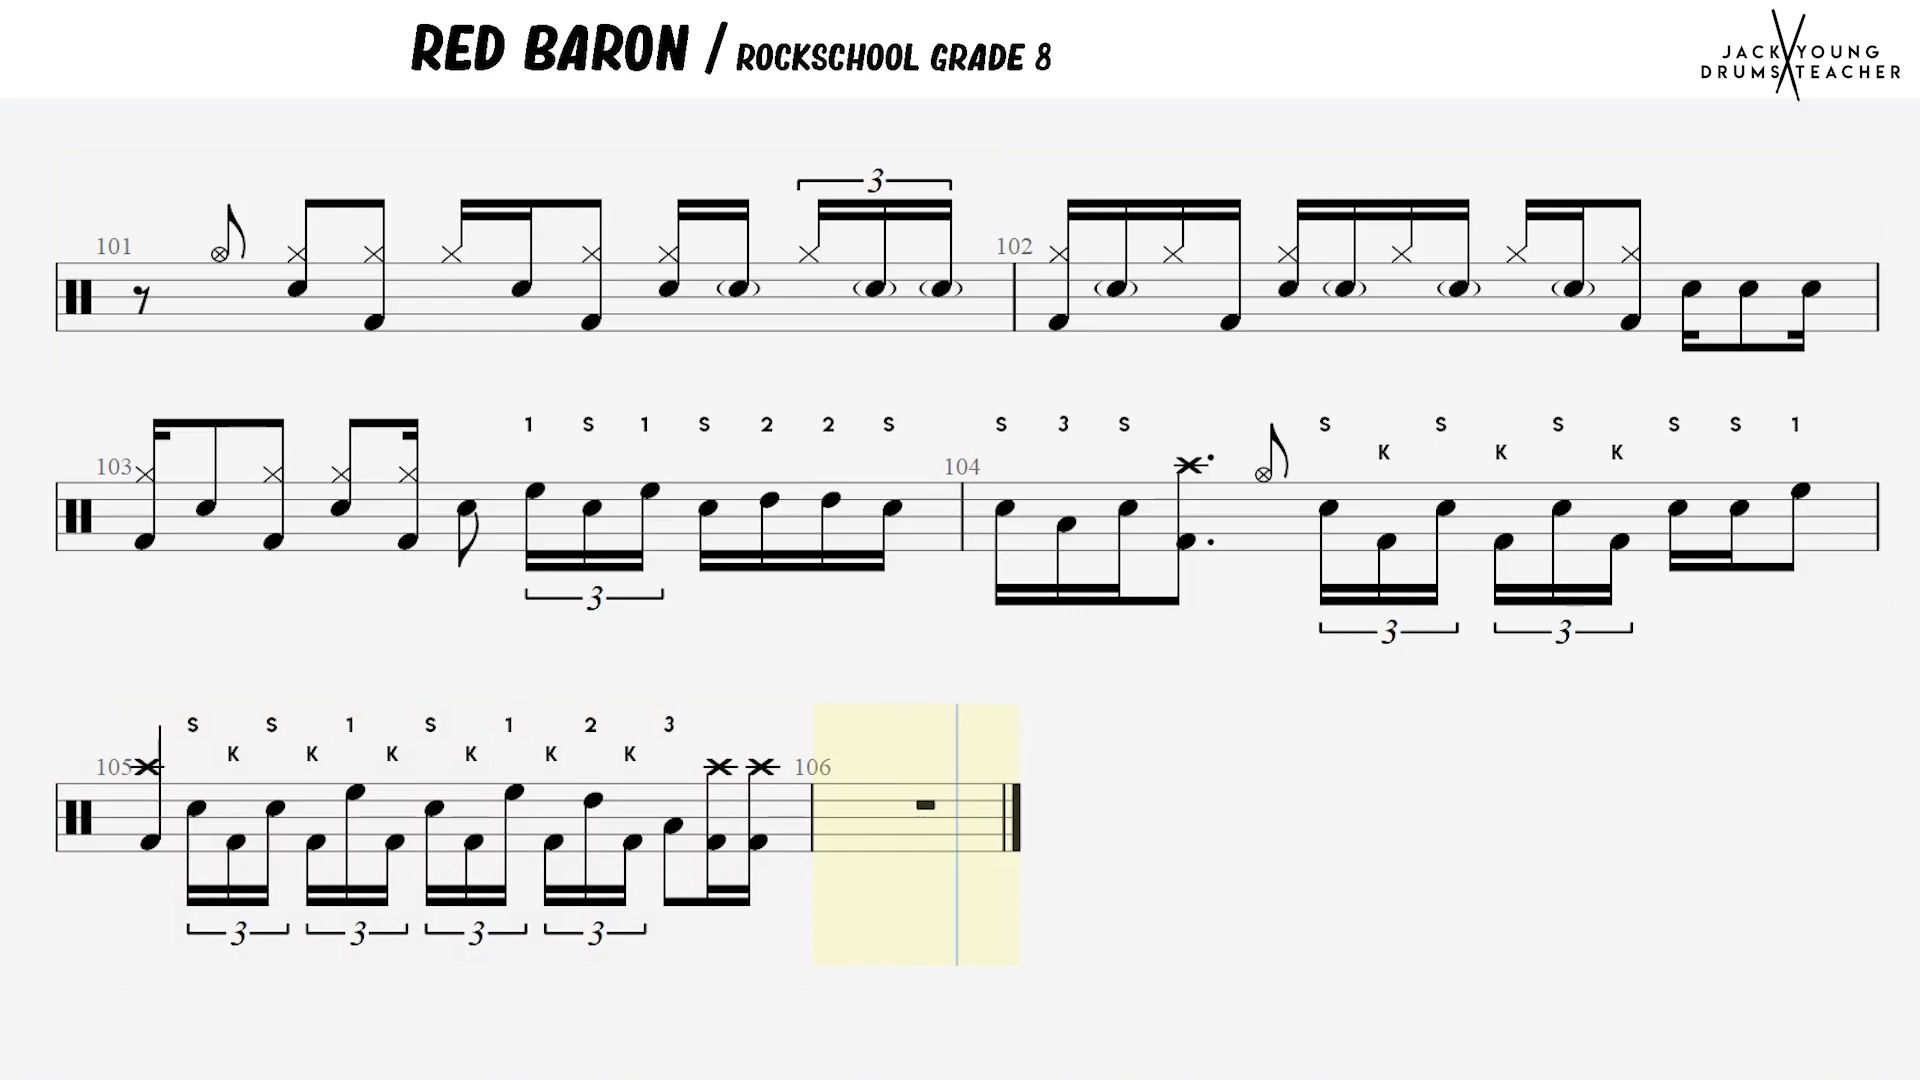 RED BARON / ROCKSCHOOL GRADE 8
JACK YOUNG
DRUMS TEACHER
3
101
102
1 S 1 S 2 2 S S 3 S S S S S S 1
K K K
103
104
3
3 3
S S 1 S 1 2 3
K K K K K K
105
106
3 3 3 3